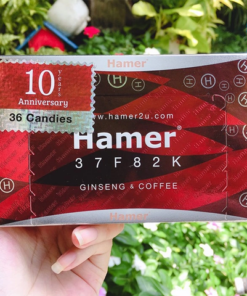 Hamer
10
years
Anniversary
36 Candies
www.hamer2u.com
Hamer®
37F82K
GINSENG & COFFEE
Hamer